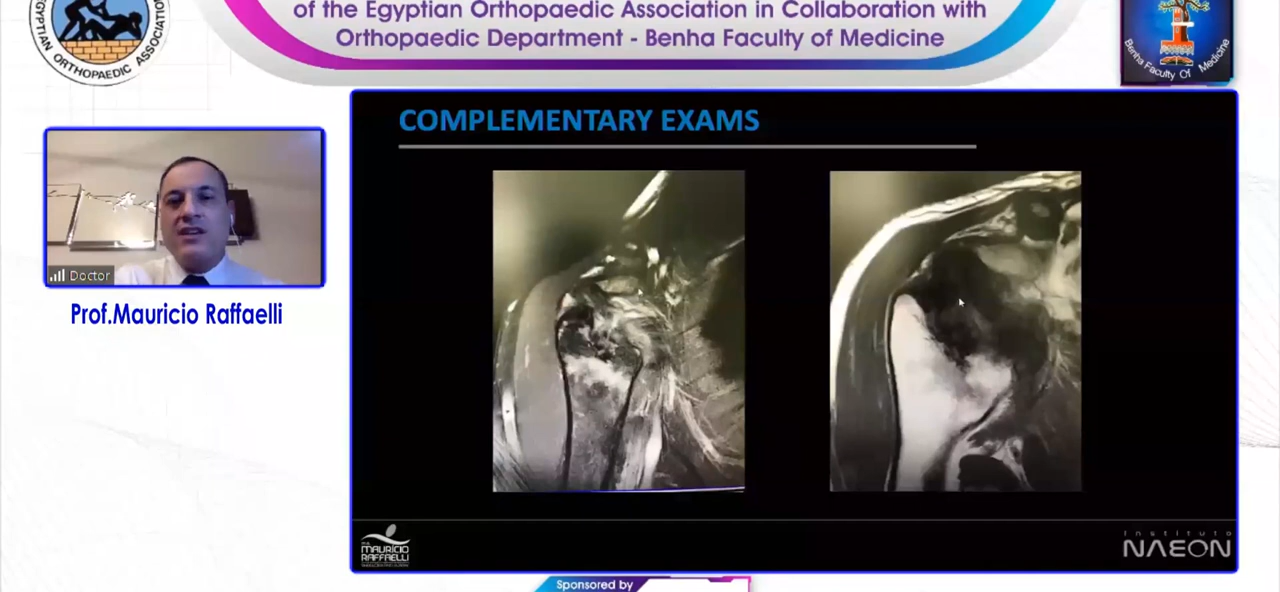 of the Egyptian Orthopaedic Association in Collaboration with
Orthopaedic Department - Benha Faculty of Medicine
EGYPTIAN ORTHOPAEDIC ASSOCIATION
Benha Faculty Of Medicine
COMPLEMENTARY EXAMS
Doctor
Prof.Mauricio Raffaelli
MAURICIO
RAFFAELLI
Instituto
NAEON
Sponsored by